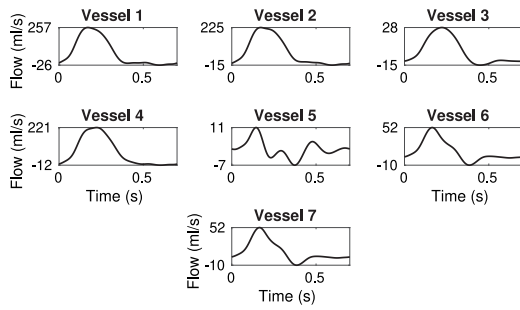 Vessel 1
257
Flow (ml/s)
-26
0
0.5
Vessel 2
225
-15
0
0.5
Vessel 3
28
-15
0
0.5
Vessel 4
221
Flow (ml/s)
-12
0
0.5
Time (s)
Vessel 5
11
-7
0
0.5
Vessel 6
52
-10
0
0.5
Time (s)
Vessel 7
52
Flow (ml/s)
-10
0
0.5
Time (s)